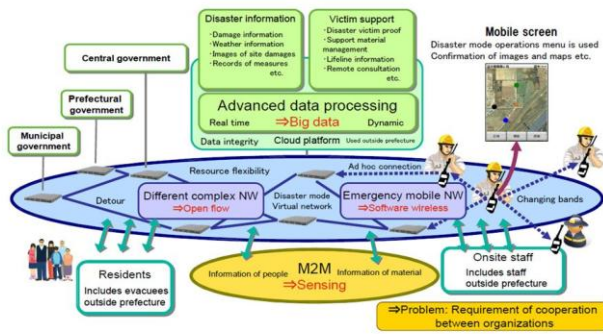 Disaster information
・Damage information
・Weather information
・Images of site damages
・Records of measures
etc.
Victim support
・Disaster victim proof
・Support material
management
・Lifeline information
・Remote consultation
etc.
Mobile screen
Disaster mode operations menu is used
Confirmation of images and maps etc.
Central government
Prefectural
government
Municipal
government
Advanced data processing
Real time
⇒Big data
Dynamic
Data integrity
Cloud platform
Used outside prefecture
Resource flexibility
Ad hoc connection
Detour
Different complex NW
⇒Open flow
Disaster mode
Virtual network
Emergency mobile NW
⇒Software wireless
Changing bands
Residents
Includes evacuees
outside prefecture
Information of people
M2M
⇒Sensing
Information of material
Onsite staff
Includes staff
outside prefecture
⇒Problem: Requirement of cooperation
between organizations